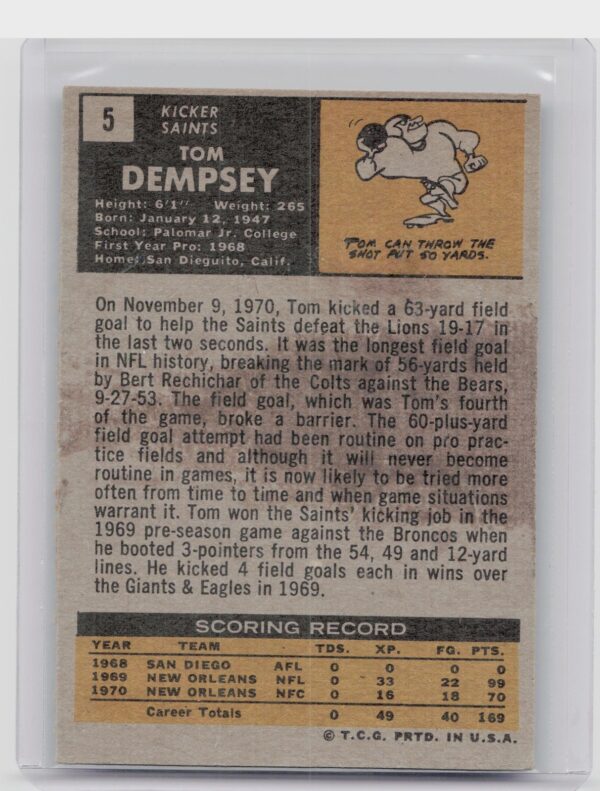 5
KICKER
SAINTS
TOM
DEMPSEY
Height: 6'1" Weight: 265
Born: January 12, 1947
School: Palomar Jr. College
First Year Pro: 1968
Home: San Dieguito, Calif.
TOM CAN THROW THE
SHOT PUT 50 YARDS.
On November 9, 1970, Tom kicked a 63-yard field
goal to help the Saints defeat the Lions 19-17 in
the last two seconds. It was the longest field goal
in NFL history, breaking the mark of 56-yards held
by Bert Rechichar of the Colts against the Bears,
9-27-53. The field goal, which was Tom's fourth
of the game, broke a barrier. The 60-plus-yard
field goal attempt had been routine on pro prac-
tice fields and although it will never become
routine in games, it is now likely to be tried more
often from time to time and when game situations
warrant it. Tom won the Saints' kicking job in the
1969 pre-season game against the Broncos when
he booted 3-pointers from the 54, 49 and 12-yard
lines. He kicked 4 field goals each in wins over
the Giants & Eagles in 1969.
SCORING RECORD
YEAR TEAM TDS. XP. FG. PTS.
1968 SAN DIEGO AFL 0 0 0 0
1969 NEW ORLEANS NFL 0 33 22 99
1970 NEW ORLEANS NFC 0 16 18 70
Career Totals 0 49 40 169
© T.C.G. PRTD. IN U.S.A.